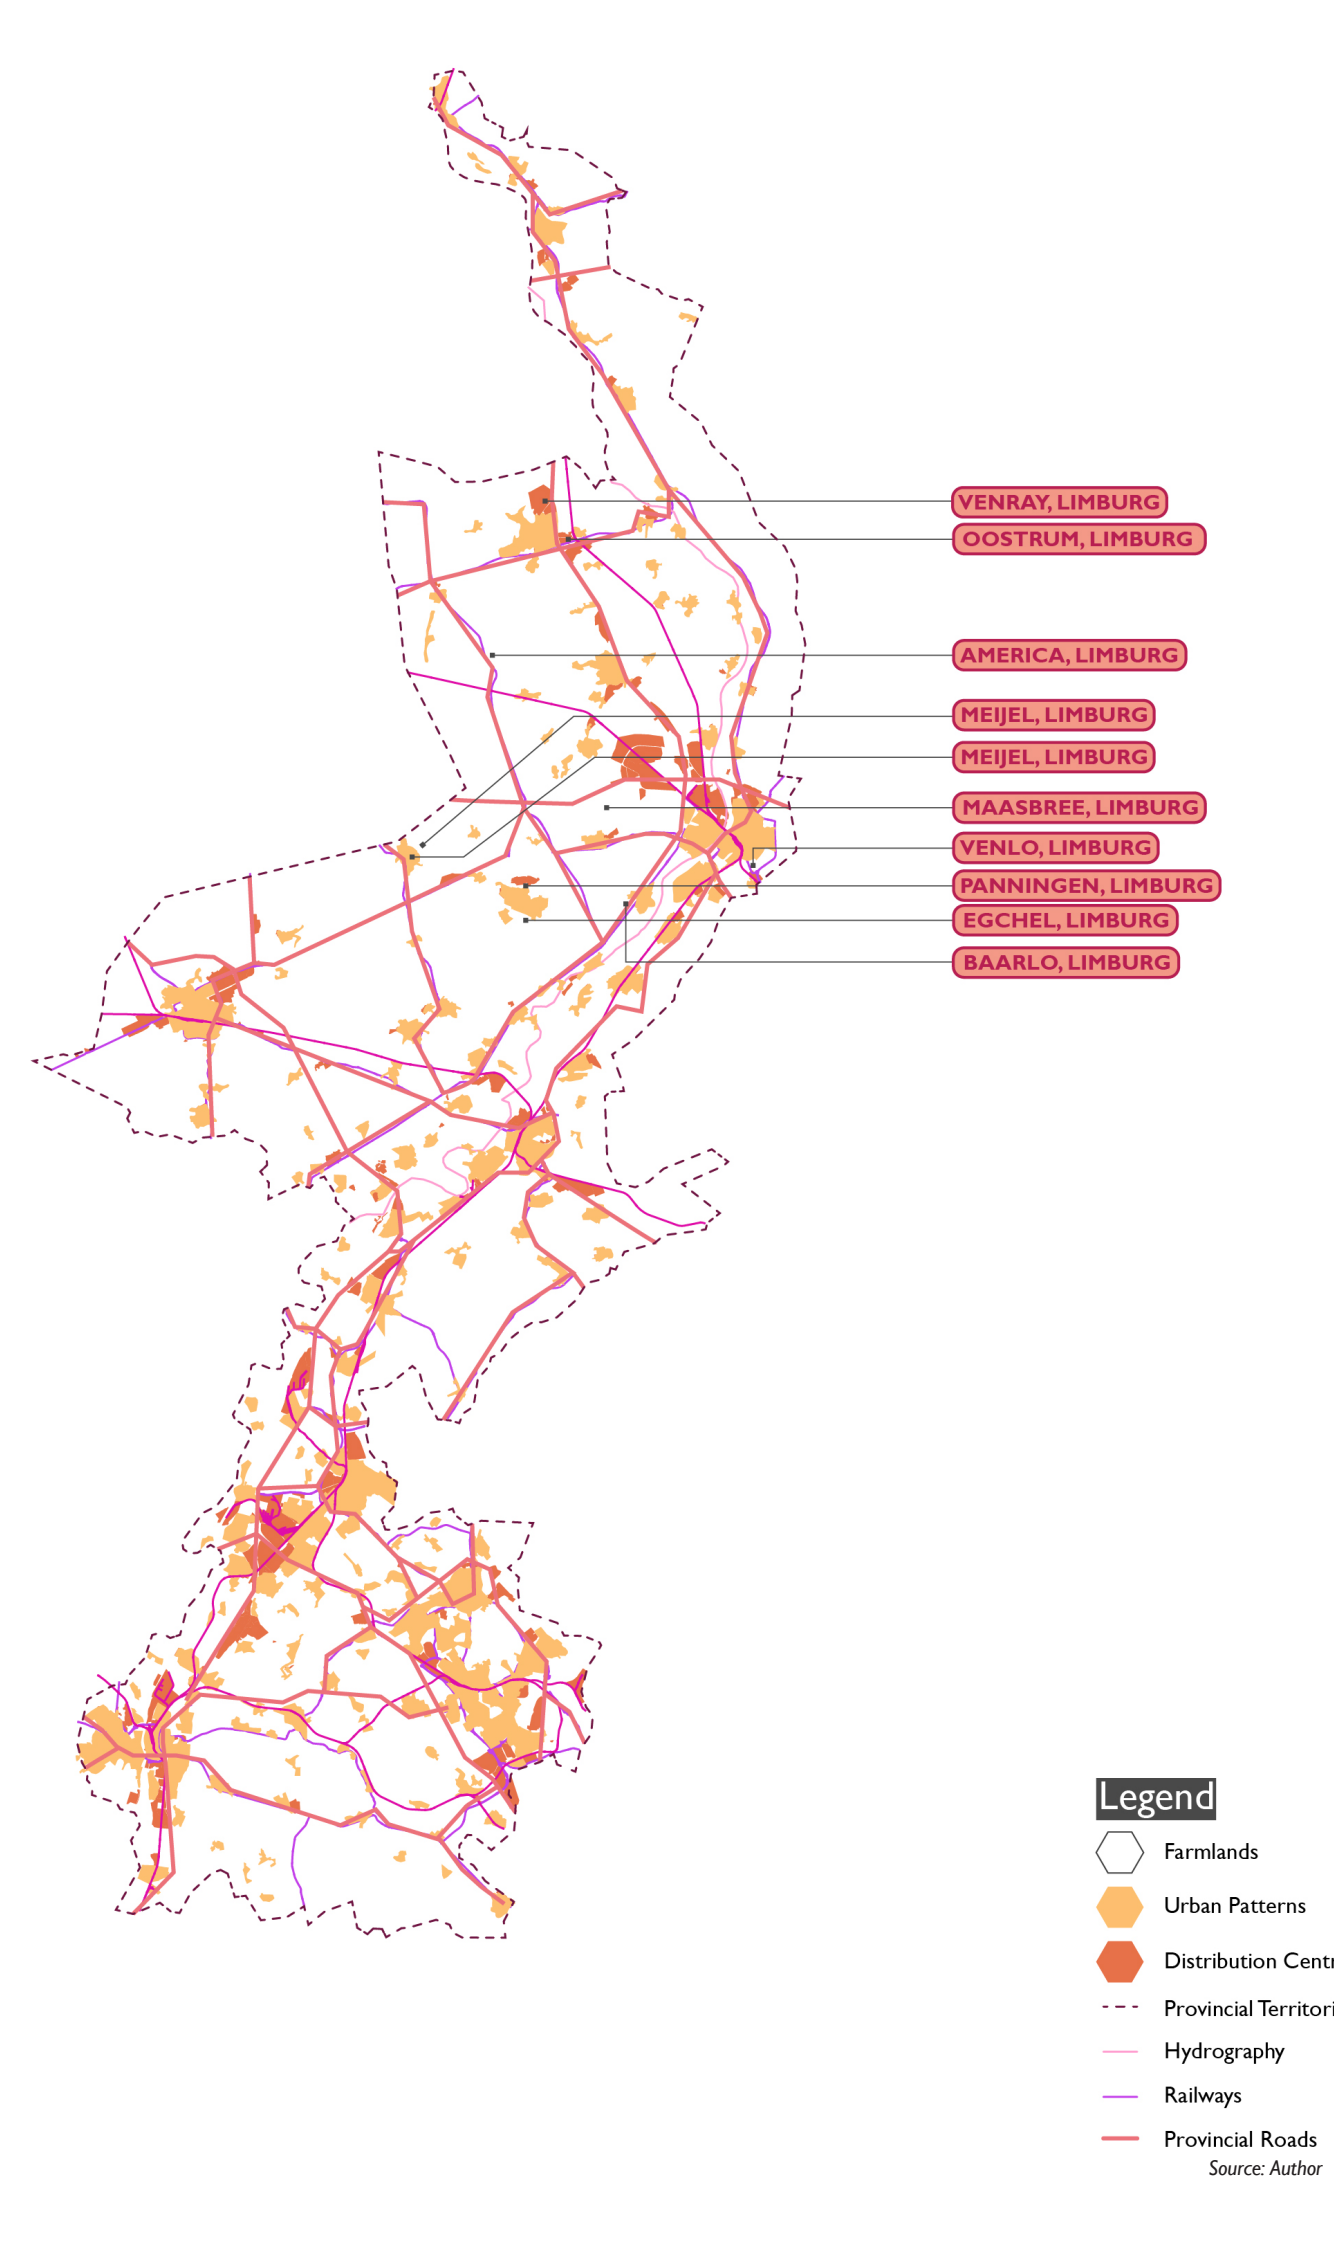 VENRAY, LIMBURG
OOSTRUM, LIMBURG
AMERICA, LIMBURG
MEIJEL, LIMBURG
MEIJEL, LIMBURG
MAASBREE, LIMBURG
VENLO, LIMBURG
PANNINGEN, LIMBURG
EGCHEL, LIMBURG
BAARLO, LIMBURG
Legend
Farmlands
Urban Patterns
Distribution Centr
Provincial Territori
Hydrography
Railways
Provincial Roads
Source: Author